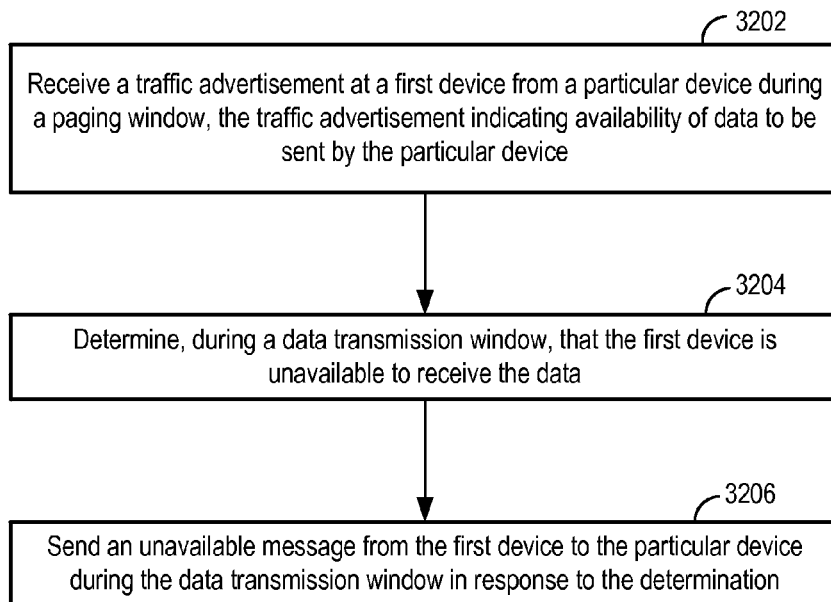 3202
Receive a traffic advertisement at a first device from a particular device during
a paging window, the traffic advertisement indicating availability of data to be
sent by the particular device
3204
Determine, during a data transmission window, that the first device is
unavailable to receive the data
3206
Send an unavailable message from the first device to the particular device
during the data transmission window in response to the determination